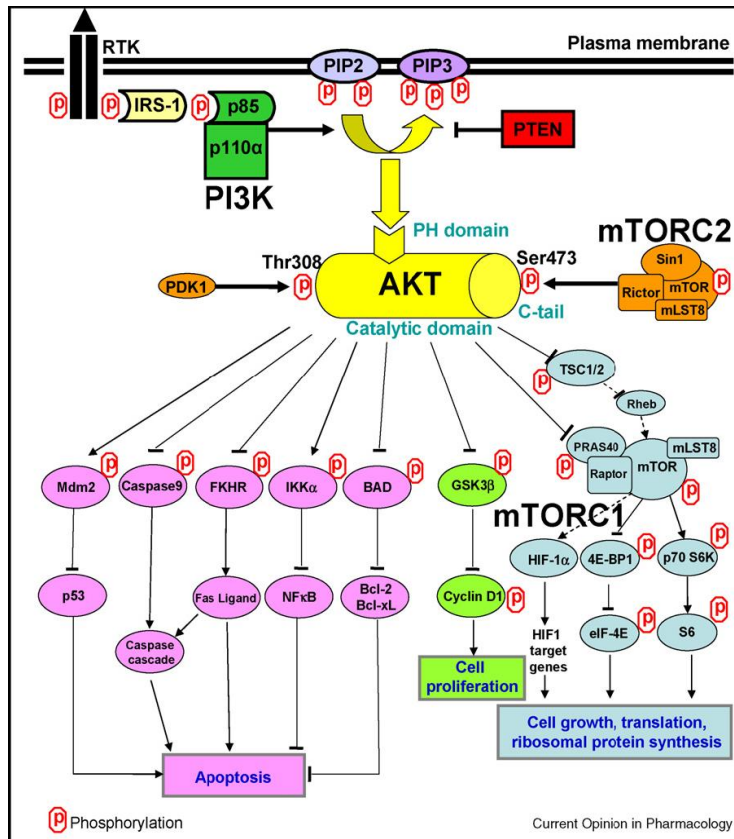 RTK
Plasma membrane
PIP2
PIP3
P
P
P
P
P
P
P
P
IRS-1
p85
p110α
PI3K
PTEN
PH domain
mTORC2
Sin1
Rictor
mTOR
P
mLST8
Thr308
P
Ser473
P
PDK1
AKT
C-tail
Catalytic domain
TSC1/2
P
Rheb
PRAS40
P
mLST8
mTOR
Raptor
P
mTORC1
Mdm2
P
Caspase9
P
FKHR
P
IKKα
P
BAD
P
GSK3β
P
HIF-1α
4E-BP1
P
p70 S6K
P
p53
Fas Ligand
NFκB
Bcl-2
Bcl-xL
Cyclin D1
P
HIF1
target
genes
eIF-4E
P
S6
P
Caspase
cascade
Cell
proliferation
Cell growth, translation,
ribosomal protein synthesis
Apoptosis
P Phosphorylation
Current Opinion in Pharmacology